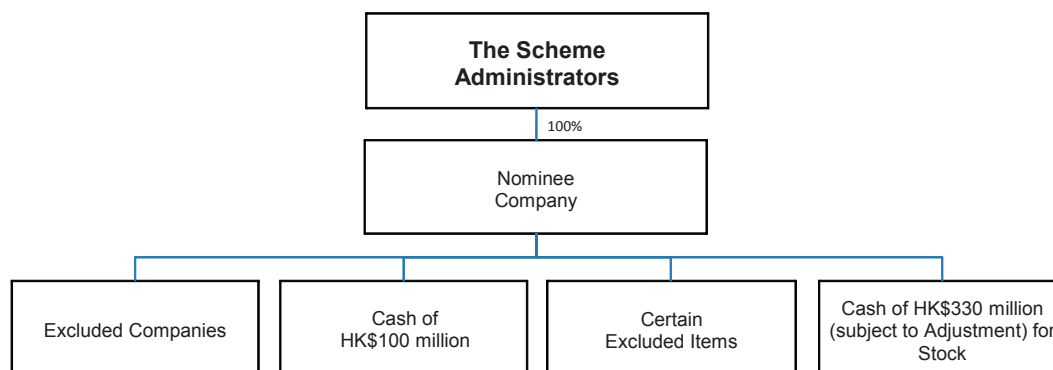 The Scheme
Administrators
100%
Nominee
Company
Excluded Companies
Cash of
HK$100 million
Certain
Excluded Items
Cash of HK$330 million
(subject to Adjustment) for
Stock